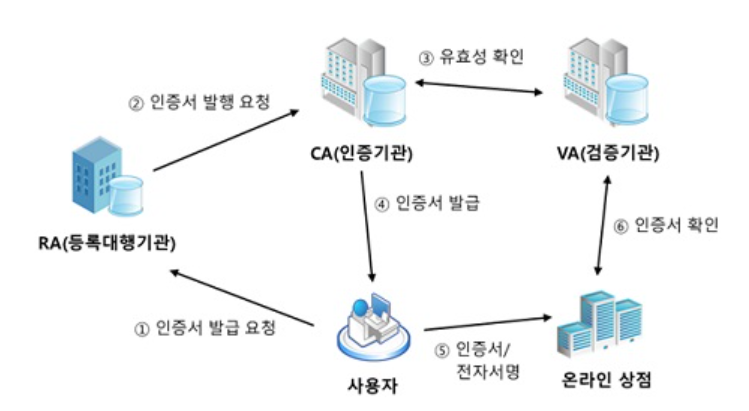 ③ 유효성 확인
② 인증서 발행 요청
CA(인증기관)
VA(검증기관)
④ 인증서 발급
⑥ 인증서 확인
RA(등록대행기관)
① 인증서 발급 요청
⑤ 인증서/
전자서명
사용자
온라인 상점